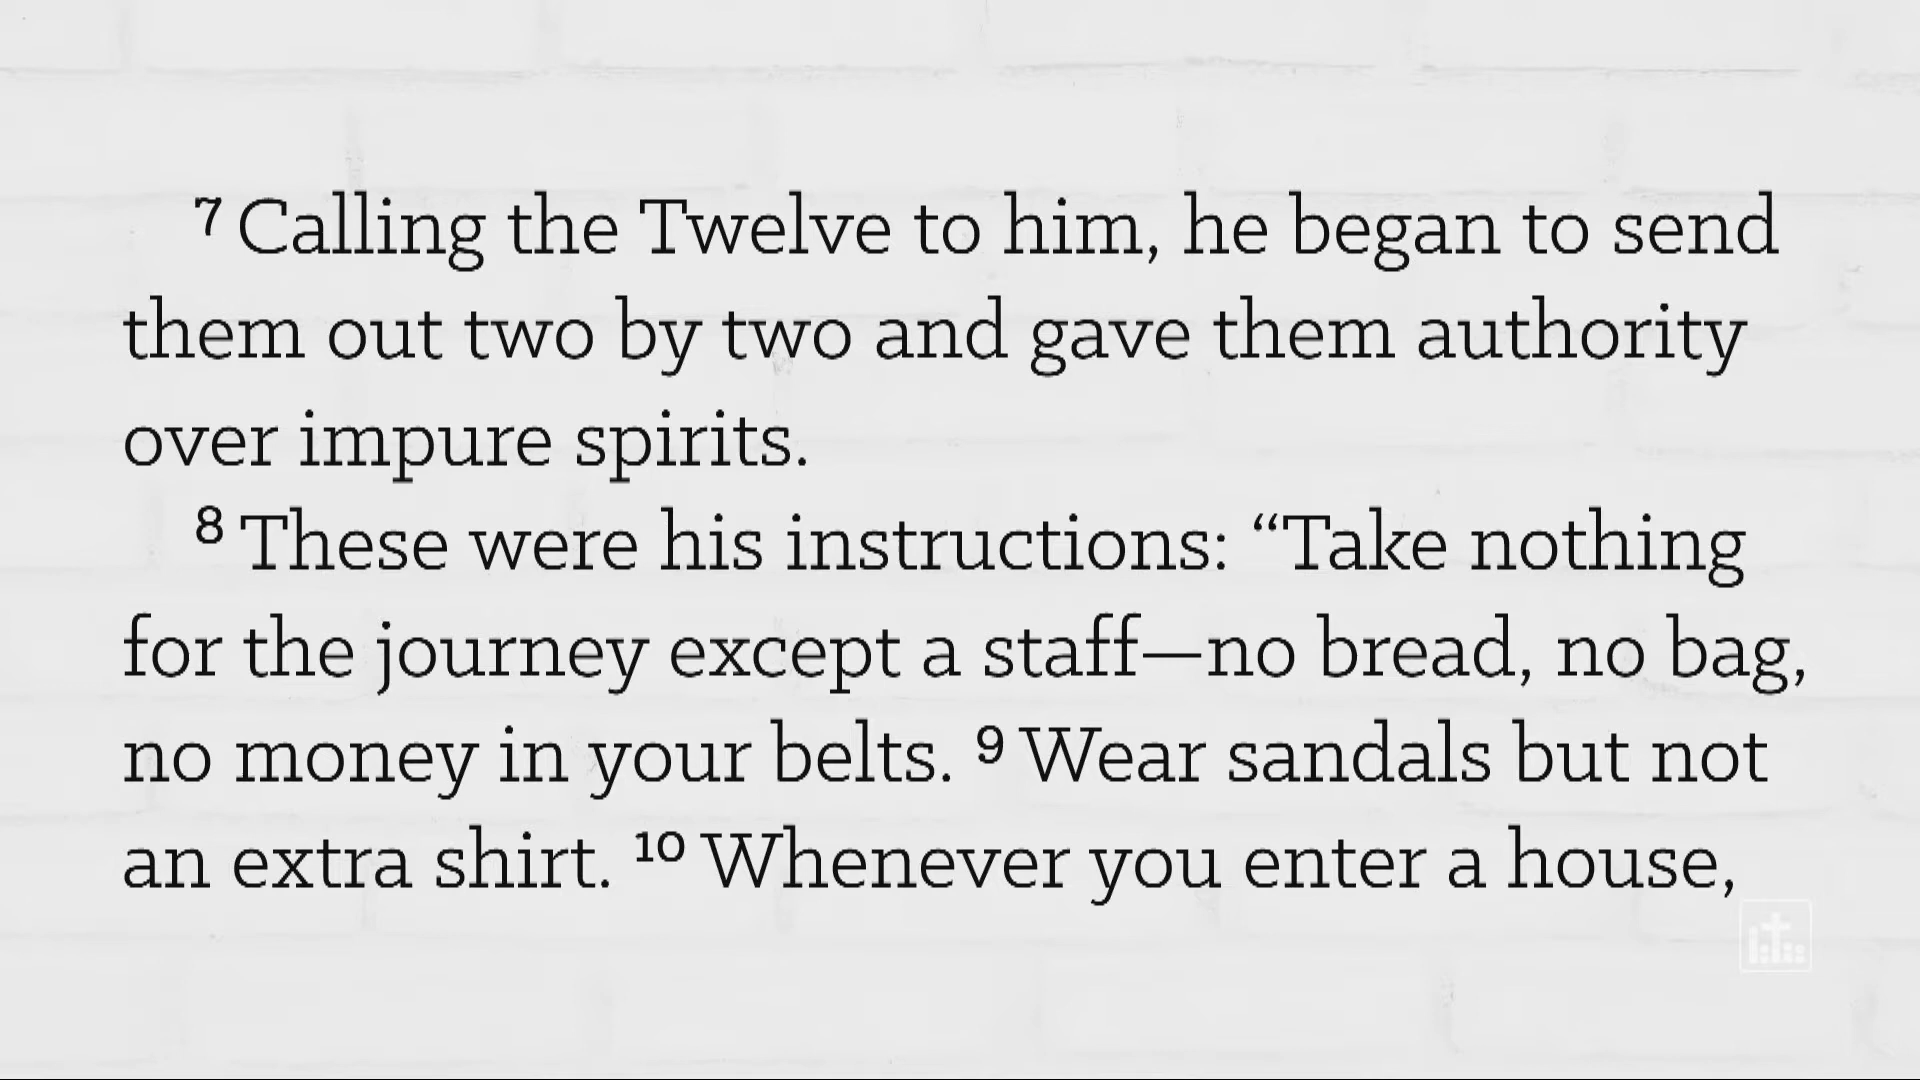 7 Calling the Twelve to him, he began to send
them out two by two and gave them authority
over impure spirits.
8 These were his instructions: “Take nothing
for the journey except a staff—no bread, no bag,
no money in your belts. 9 Wear sandals but not
an extra shirt. 10 Whenever you enter a house,